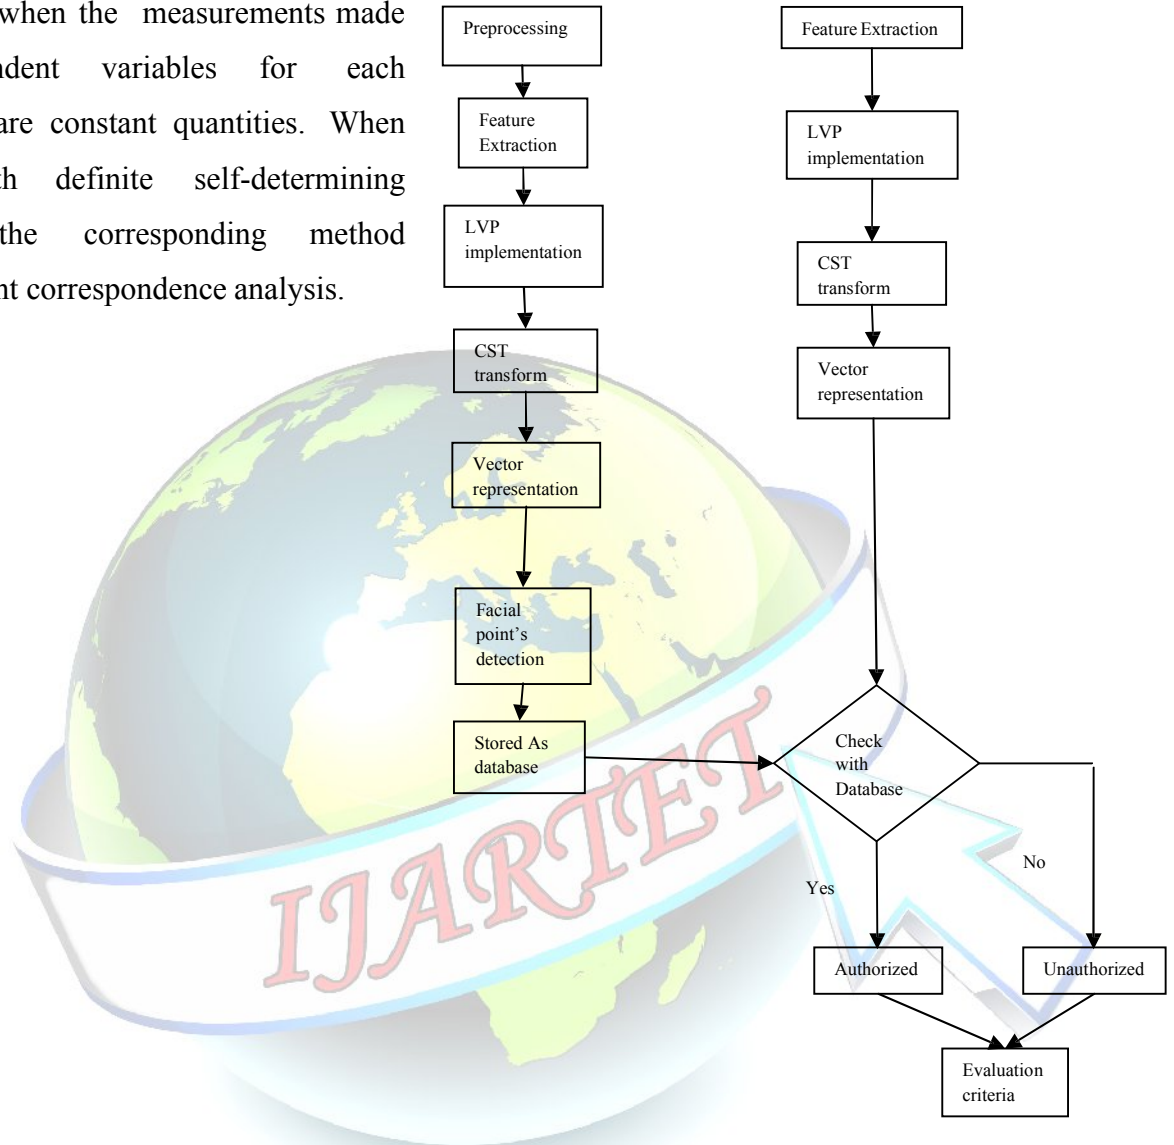 when the measurements made
variables for each
are constant quantities. When
definite self-determining
the corresponding method
correspondence analysis.
Preprocessing
Feature
Extraction
LVP
implementation
CST
transform
Vector
representation
Facial
point's
detection
Stored As
database
Feature Extraction
LVP
implementation
CST
transform
Vector
representation
Check
with
Database
Yes
No
Authorized
Unauthorized
Evaluation
criteria
IJARTET